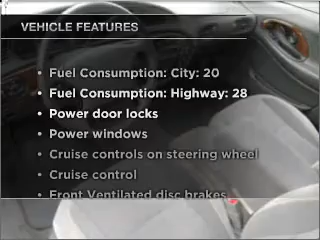 VEHICLE FEATURES
• Fuel Consumption: City: 20
• Fuel Consumption: Highway: 28
• Power door locks
• Power windows
• Cruise controls on steering wheel
• Cruise control
• Front Ventilated disc brakes